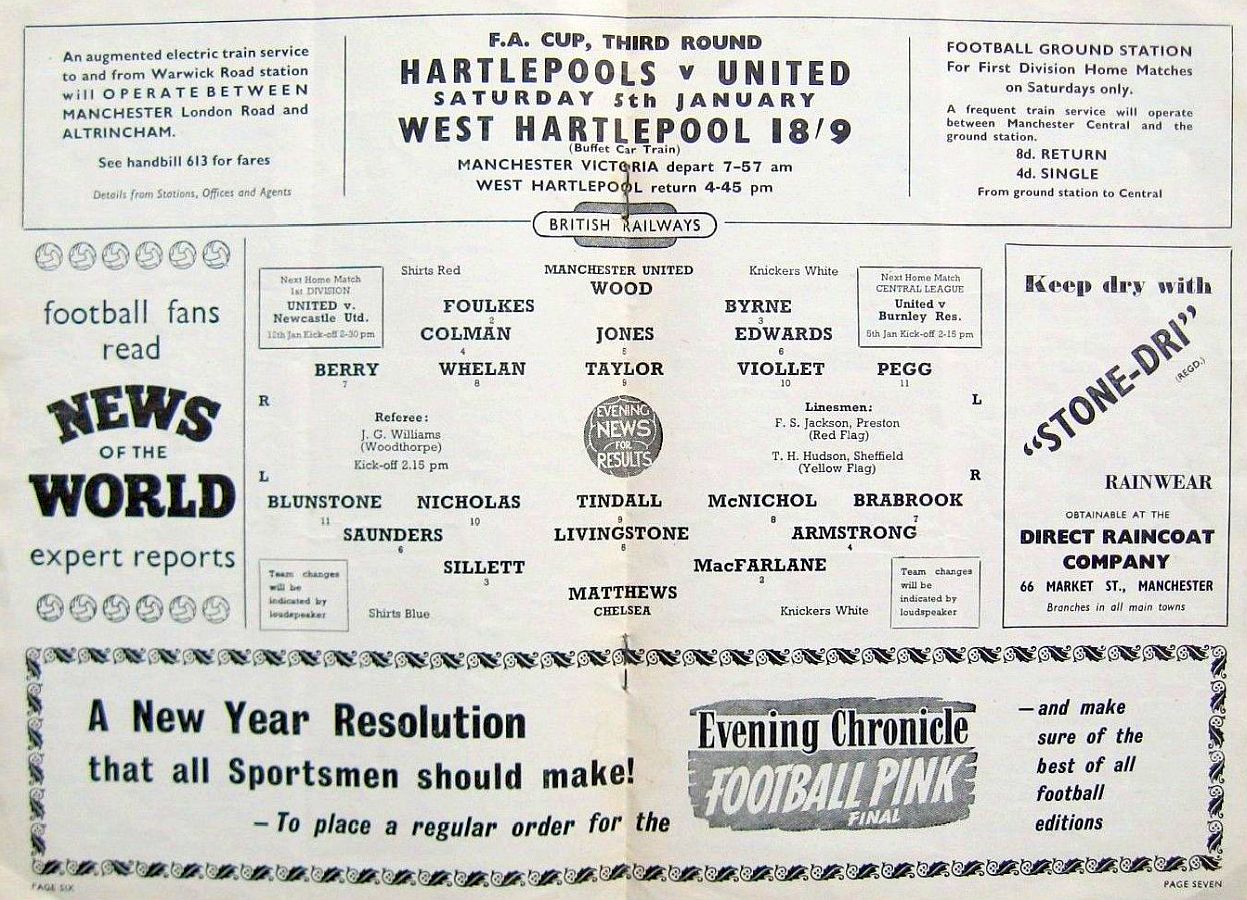 An augmented electric train service
to and from Warwick Road station
will OPERATE BETWEEN
MANCHESTER London Road and
ALTRINCHAM.
See handbill 613 for fares
Details from Stations, Offices and Agents
F.A. CUP, THIRD ROUND
HARTLEPOOLS v UNITED
SATURDAY 5th JANUARY
WEST HARTLEPOOL 18/9
(Buffet Car Train)
MANCHESTER VICTORIA depart 7-57 am
WEST HARTLEPOOL return 4-45 pm
FOOTBALL GROUND STATION
For First Division Home Matches
on Saturdays only.
A frequent train service will operate
between Manchester Central and the
ground station.
8d. RETURN
4d. SINGLE
From ground station to Central
BRITISH RAILWAYS
football fans
read
NEWS
OF THE
WORLD
expert reports
Next Home Match
1st DIVISION
UNITED v.
Newcastle Utd.
12th Jan Kick-off 2-30 pm
Shirts Red
MANCHESTER UNITED
Knickers White
Next Home Match
CENTRAL LEAGUE
United v
Burnley Res.
5th Jan Kick-off 2-15 pm
WOOD
FOULKES BYRNE
2 3
COLMAN JONES EDWARDS
4 5 6
BERRY WHELAN TAYLOR VIOLLET PEGG
7 8 9 10 11
R L
Referee:
J. G. Williams
(Woodthorpe)
Kick-off 2.15 pm
EVENING
NEWS
FOR
RESULTS
Linesmen:
F. S. Jackson, Preston
(Red Flag)
T. H. Hudson, Sheffield
(Yellow Flag)
L R
BLUNSTONE NICHOLAS TINDALL McNICHOL BRABROOK
11 10 9 8 7
SAUNDERS LIVINGSTONE ARMSTRONG
6 5 4
SILLETT MacFARLANE
3 2
MATTHEWS
CHELSEA
Team changes
will be
indicated by
loudspeaker
Shirts Blue
Knickers White
Team changes
will be
indicated by
loudspeaker
Keep dry with
"STONE-DRI"
(REGD.)
RAINWEAR
OBTAINABLE AT THE
DIRECT RAINCOAT
COMPANY
66 MARKET ST., MANCHESTER
Branches in all main towns
A New Year Resolution
that all Sportsmen should make!
— To place a regular order for the
Evening Chronicle
FOOTBALL PINK
FINAL
— and make
sure of the
best of all
football
editions
PAGE SIX
PAGE SEVEN